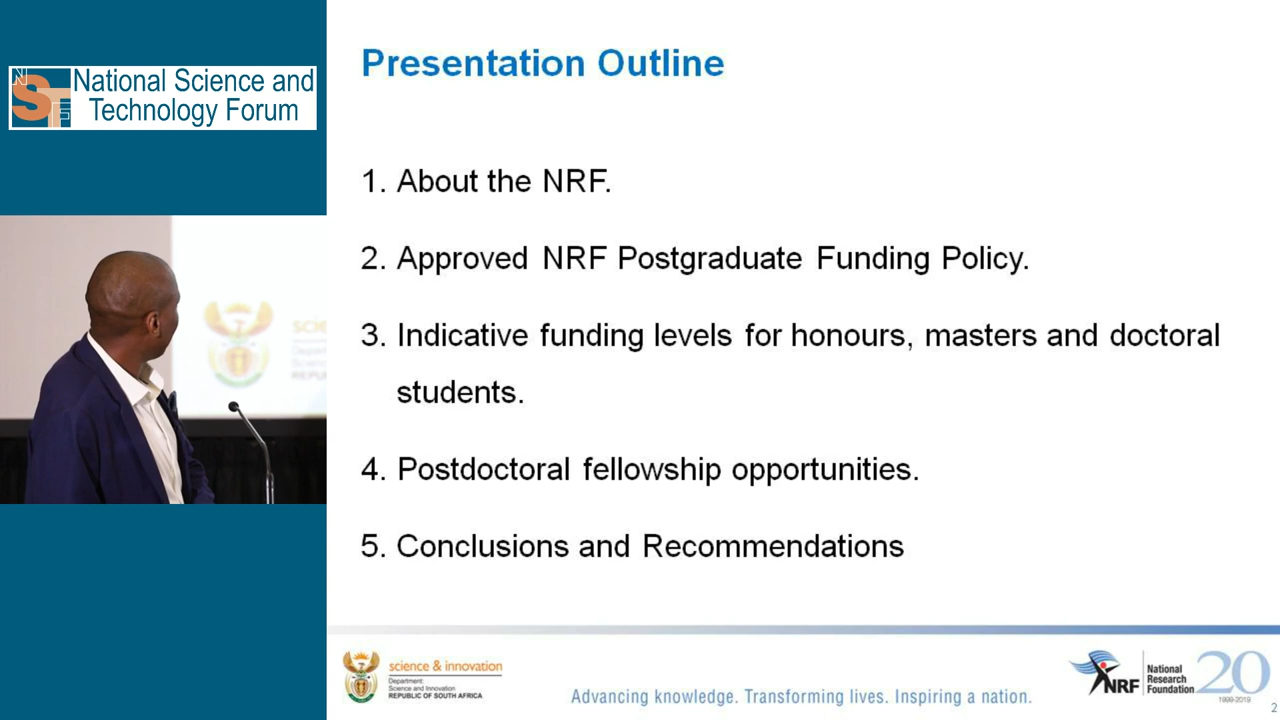 National Science and
Technology Forum
NSTF
Presentation Outline
1. About the NRF.
2. Approved NRF Postgraduate Funding Policy.
3. Indicative funding levels for honours, masters and doctoral
students.
4. Postdoctoral fellowship opportunities.
5. Conclusions and Recommendations
science & innovation
Department:
Science and Innovation
REPUBLIC OF SOUTH AFRICA
Advancing knowledge. Transforming lives. Inspiring a nation.
NRF
National
Research
Foundation
20
1999-2019
2